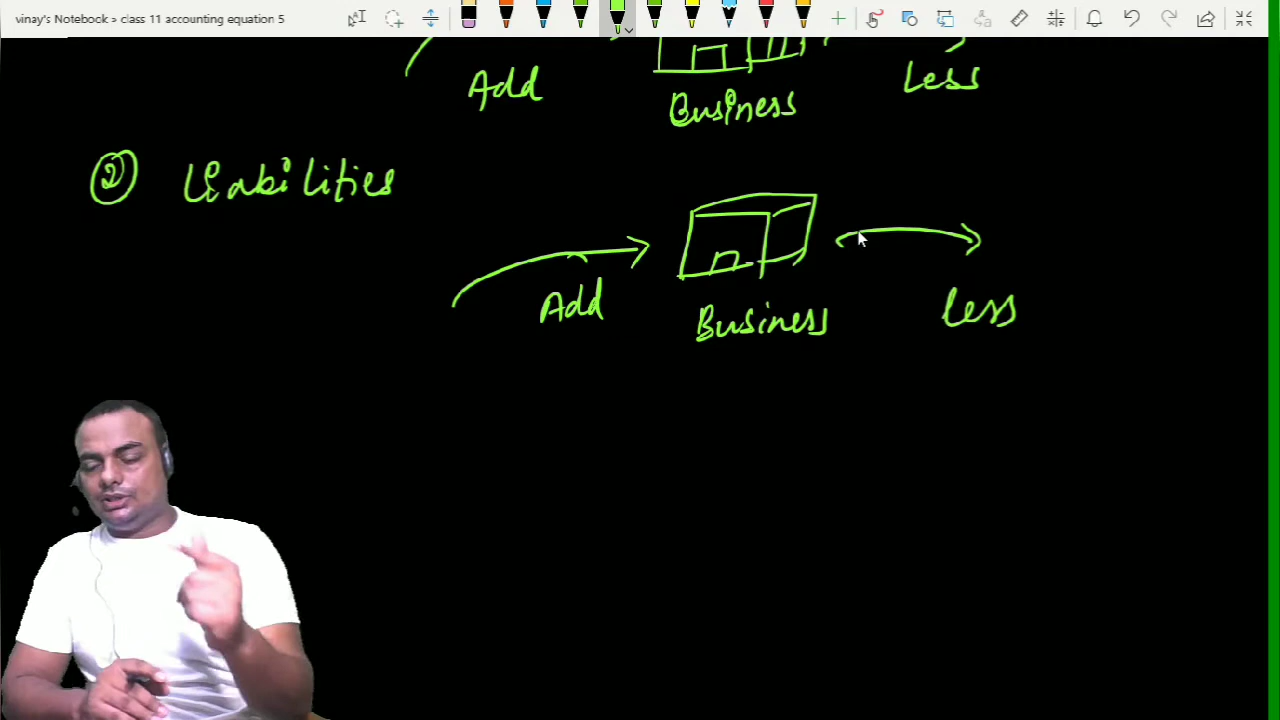 vinay's Notebook > class 11 accounting equation 5
Add Business Less
② Liabilities
Add Business Less